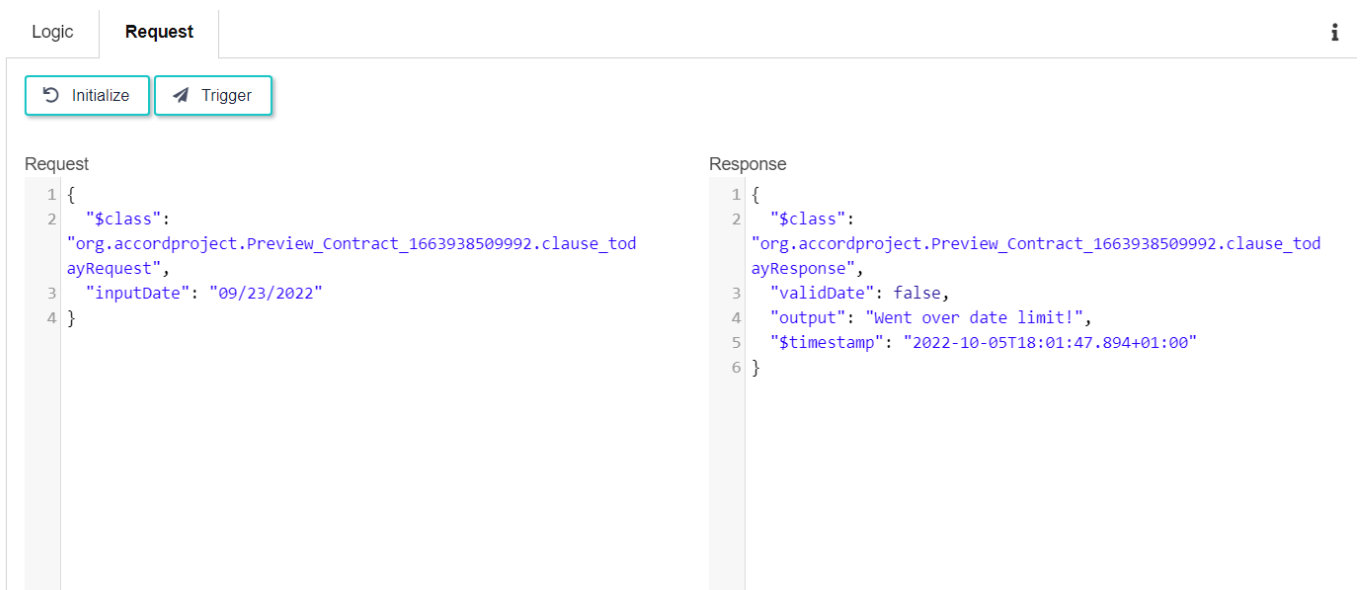 Logic Request i
Initialize Trigger
Request
1 {
2 "$class":
"org.accordproject.Preview_Contract_1663938509992.clause_tod
ayRequest",
3 "inputDate": "09/23/2022"
4 }
Response
1 {
2 "$class":
"org.accordproject.Preview_Contract_1663938509992.clause_tod
ayResponse",
3 "validDate": false,
4 "output": "Went over date limit!",
5 "$timestamp": "2022-10-05T18:01:47.894+01:00"
6 }